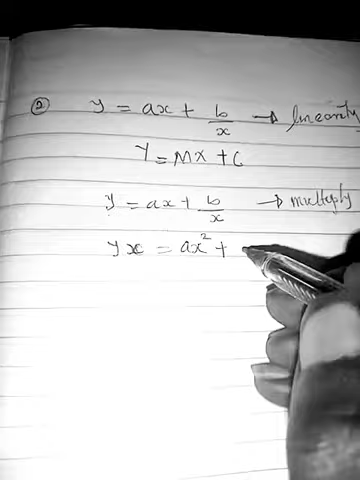 ② y = ax + b/x → linearity
Y = MX + C
y = ax + b/x → multiply
yx = ax² +